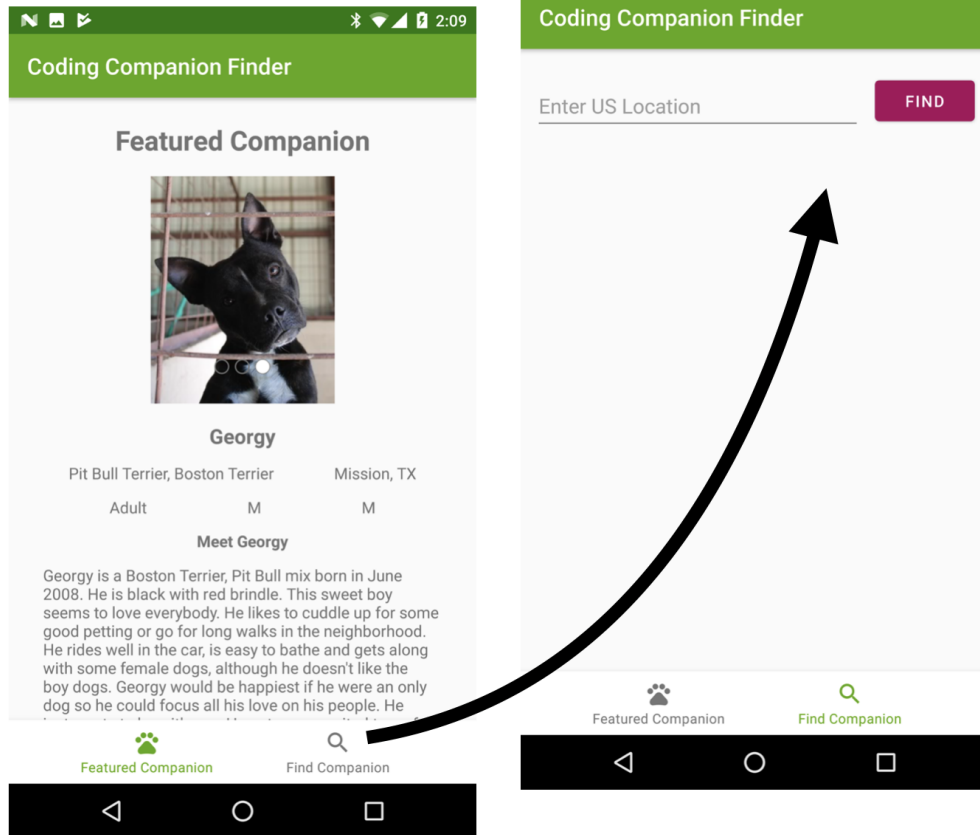 2:09
Coding Companion Finder
Featured Companion
Georgy
Pit Bull Terrier, Boston Terrier Mission, TX
Adult M M
Meet Georgy
Georgy is a Boston Terrier, Pit Bull mix born in June
2008. He is black with red brindle. This sweet boy
seems to love everybody. He likes to cuddle up for some
good petting or go for long walks in the neighborhood.
He rides well in the car, is easy to bathe and gets along
with some female dogs, although he doesn't like the
boy dogs. Georgy would be happiest if he were an only
dog so he could focus all his love on his people. He
Featured Companion Find Companion
Coding Companion Finder
Enter US Location FIND
Featured Companion Find Companion